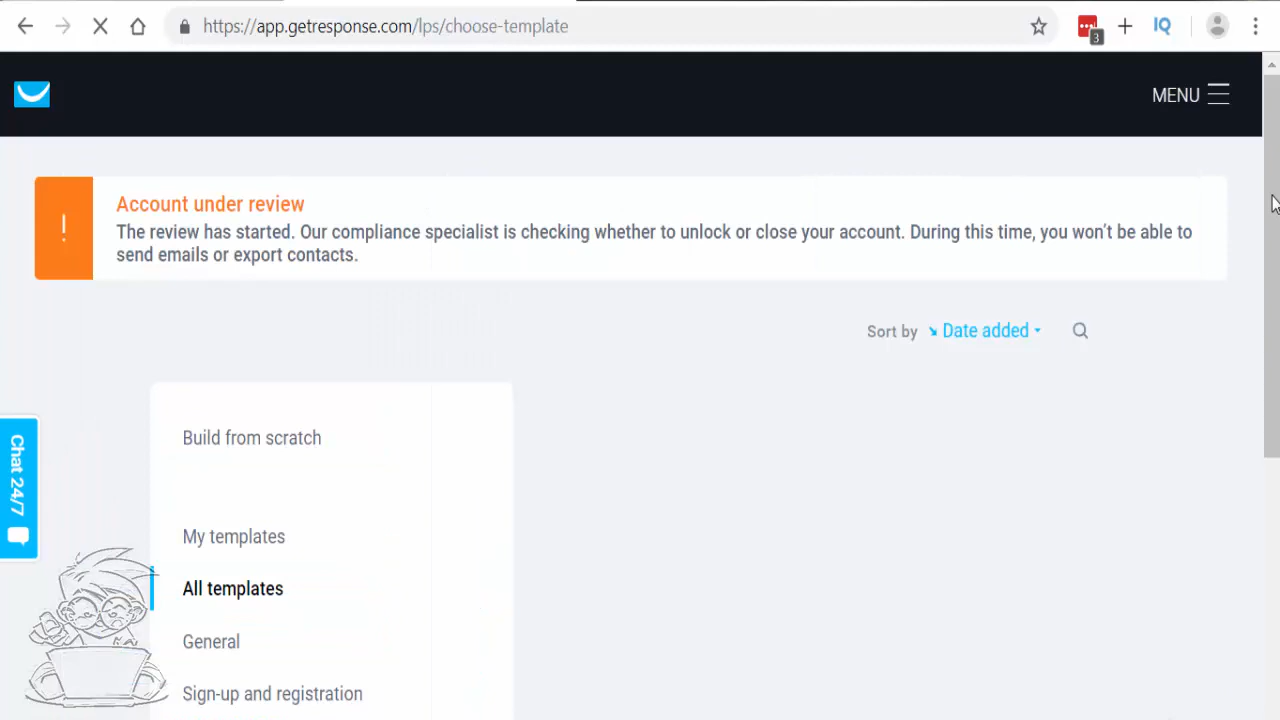 https://app.getresponse.com/lps/choose-template
3
IQ
MENU
!
Account under review
The review has started. Our compliance specialist is checking whether to unlock or close your account. During this time, you won't be able to
send emails or export contacts.
Sort by Date added
Build from scratch
Chat 24/7
My templates
All templates
General
Sign-up and registration